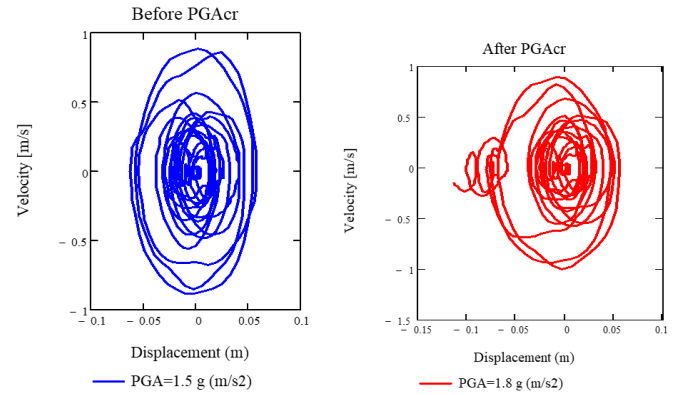 Before PGAcr
1
0.5
0
− 0.5
− 1
− 0.1
− 0.05
0
0.05
0.1
Velocity [m/s]
Displacement (m)
PGA=1.5 g (m/s2)
After PGAcr
1
0.5
0
− 0.5
− 1
− 1.5
− 0.15
− 0.1
− 0.05
0
0.05
0.1
Velocity [m/s]
Displacement (m)
PGA=1.8 g (m/s2)